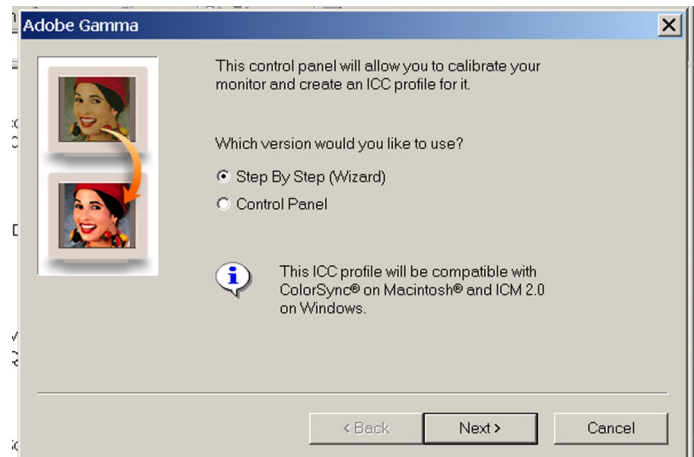 Adobe Gamma
This control panel will allow you to calibrate your
monitor and create an ICC profile for it.
Which version would you like to use?
Step By Step (Wizard)
Control Panel
This ICC profile will be compatible with
ColorSync® on Macintosh® and ICM 2.0
on Windows.
< Back
Next >
Cancel